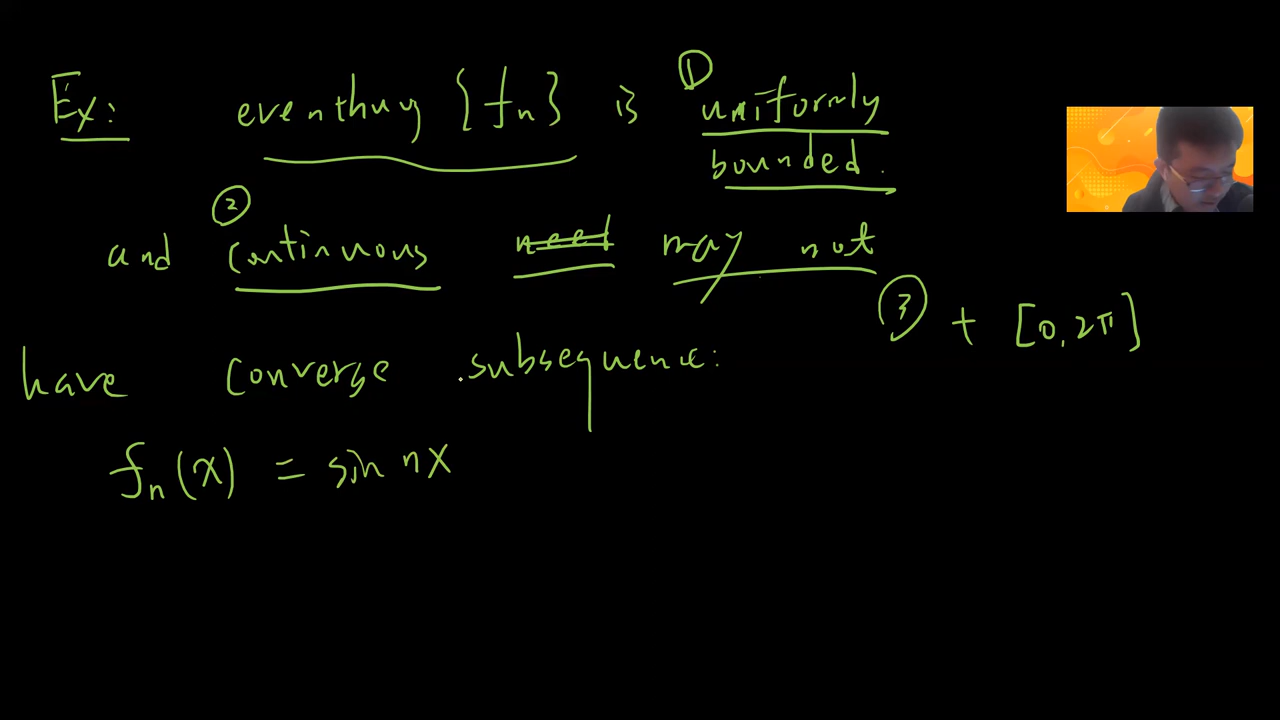 Ex: eventhug {fn} is ① uniformly
bounded.
and ② continuous need may not
③ + [0,2π]
have converge subsequence:
fn(x) = sin nx